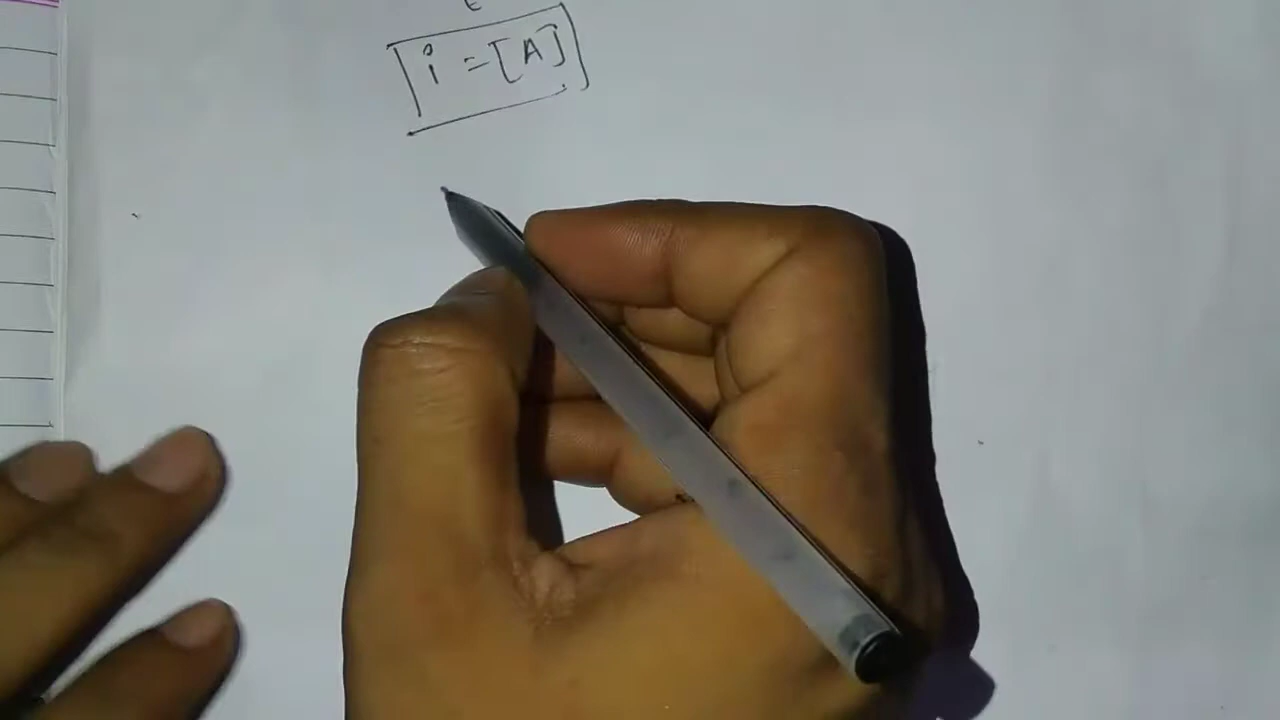 i = [A]